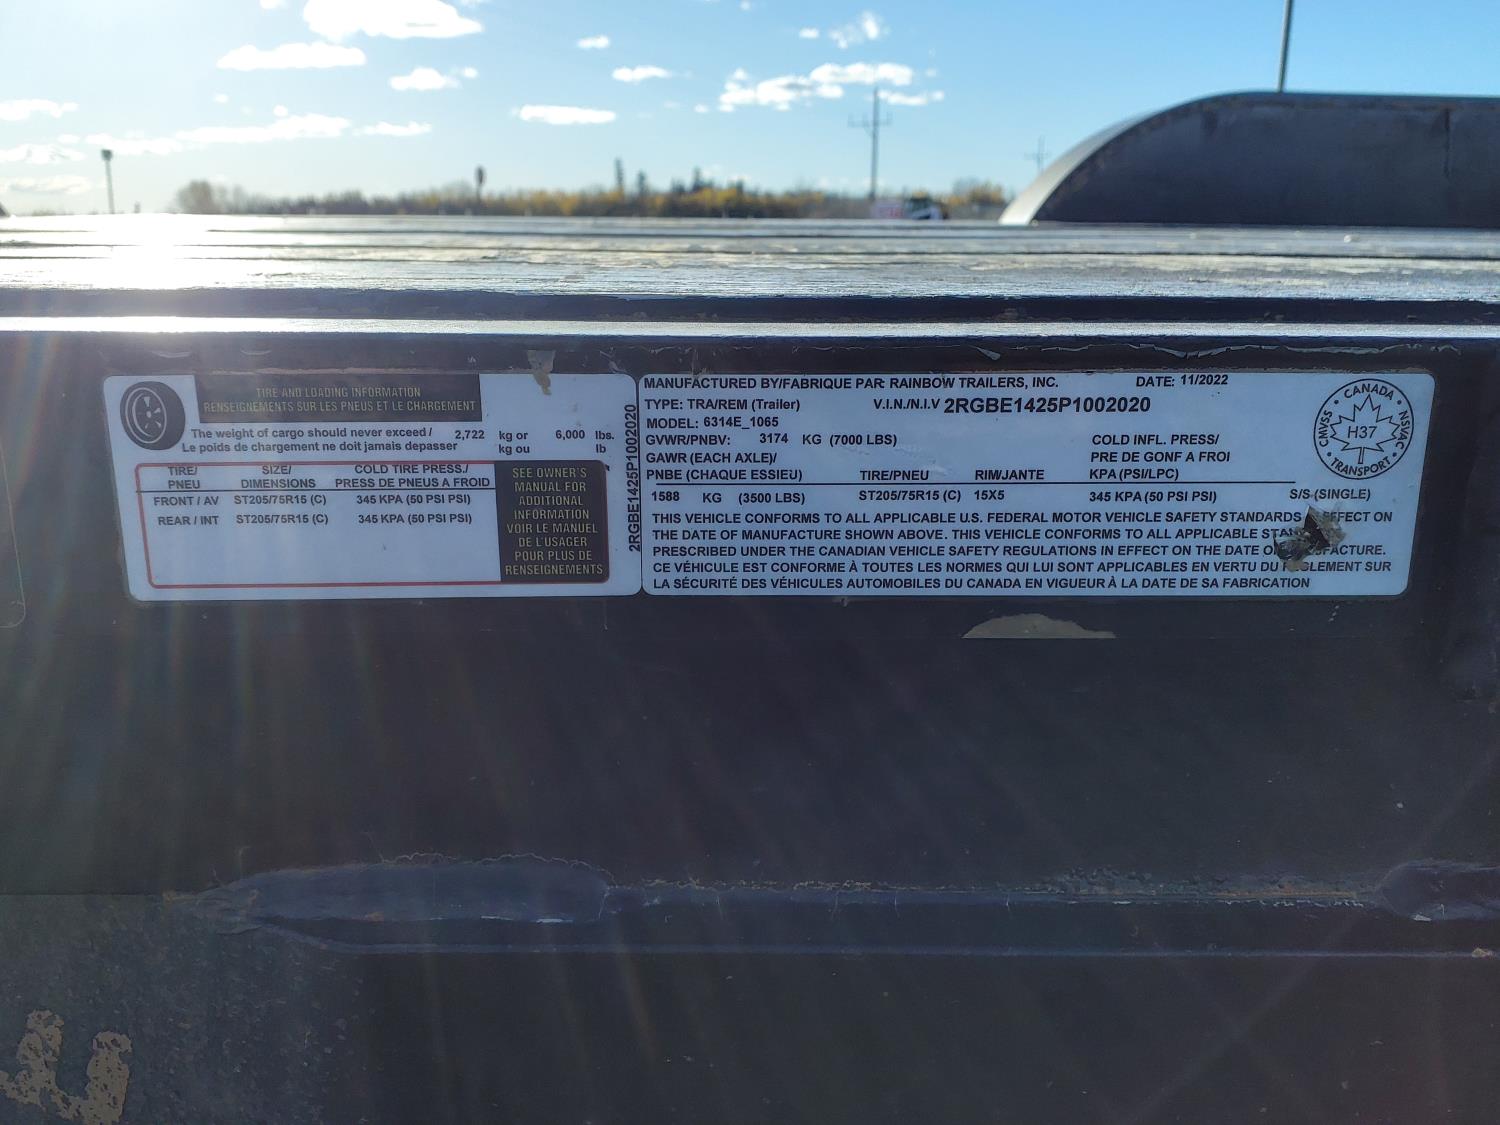 TIRE AND LOADING INFORMATION
RENSEIGNEMENTS SUR LES PNEUS ET LE CHARGEMENT
The weight of cargo should never exceed / 2,722 kg or 6,000 lbs.
Le poids de chargement ne doit jamais depasser kg ou lb
TIRE/ SIZE/ COLD TIRE PRESS./
PNEU DIMENSIONS PRESS DE PNEUS A FROID
FRONT / AV ST205/75R15 (C) 345 KPA (50 PSI PSI)
REAR / INT ST205/75R15 (C) 345 KPA (50 PSI PSI)
SEE OWNER'S
MANUAL FOR
ADDITIONAL
INFORMATION
VOIR LE MANUEL
DE L'USAGER
POUR PLUS DE
RENSEIGNEMENTS
2RGBE1425P1002020
MANUFACTURED BY/FABRIQUE PAR: RAINBOW TRAILERS, INC. DATE: 11/2022
TYPE: TRA/REM (Trailer) V.I.N./N.I.V 2RGBE1425P1002020
MODEL: 6314E_1065
GVWR/PNBV: 3174 KG (7000 LBS) COLD INFL. PRESS/
GAWR (EACH AXLE)/ PRE DE GONF A FROI
PNBE (CHAQUE ESSIEU) TIRE/PNEU RIM/JANTE KPA (PSI/LPC)
1588 KG (3500 LBS) ST205/75R15 (C) 15X5 345 KPA (50 PSI PSI) S/S (SINGLE)
THIS VEHICLE CONFORMS TO ALL APPLICABLE U.S. FEDERAL MOTOR VEHICLE SAFETY STANDARDS ON
THE DATE OF MANUFACTURE SHOWN ABOVE. THIS VEHICLE CONFORMS TO ALL APPLICABLE
PRESCRIBED UNDER THE CANADIAN VEHICLE SAFETY REGULATIONS IN EFFECT ON THE DATE
CE VÉHICULE EST CONFORME À TOUTES LES NORMES QUI LUI SONT APPLICABLES EN VERTU DU SUR
LA SÉCURITÉ DES VÉHICULES AUTOMOBILES DU CANADA EN VIGUEUR À LA DATE DE SA FABRICATION
CANADA
CMVSS
NSVAC
H37
TRANSPORT